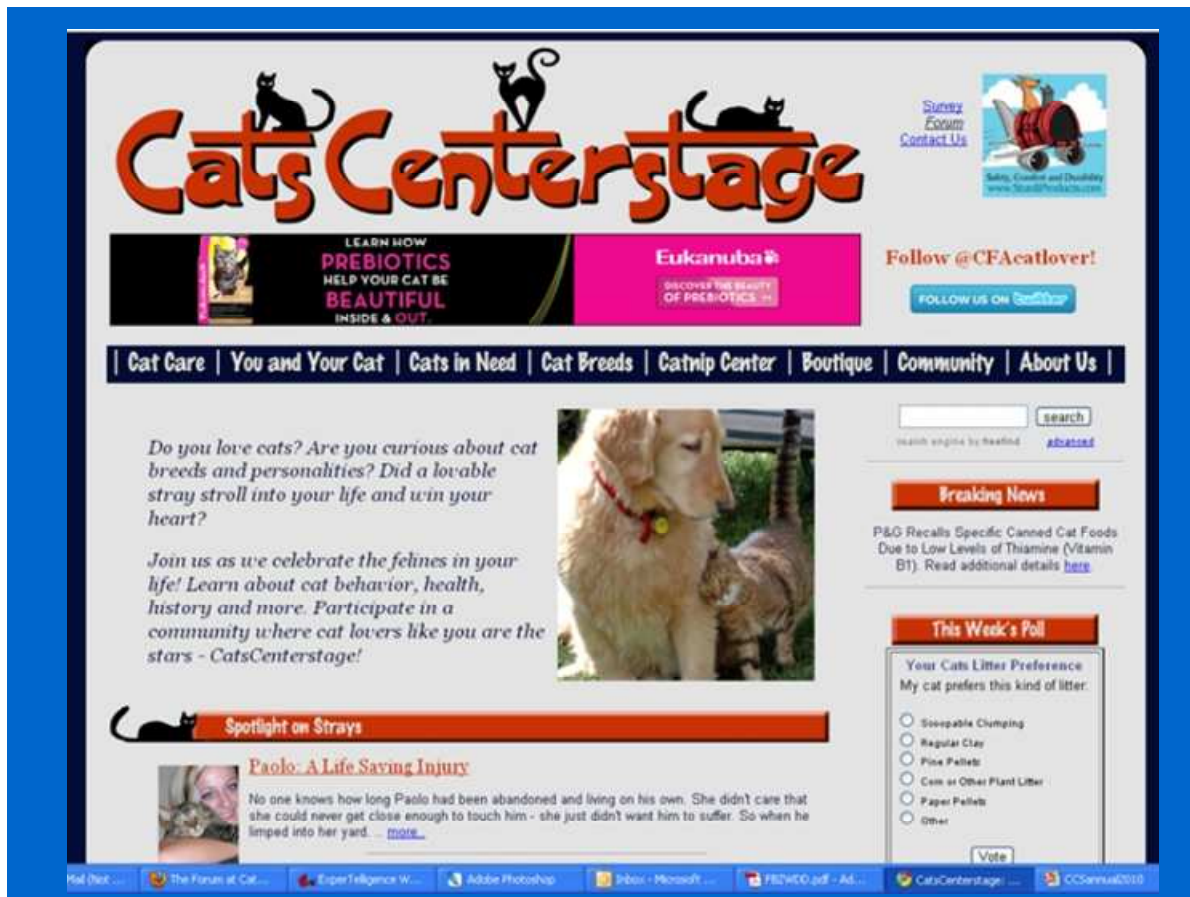 Cats Centerstage
Survey
Forum
Contact Us
Safety, Comfort and Durability
www.SturdiProducts.com
LEARN HOW
PREBIOTICS
HELP YOUR CAT BE
BEAUTIFUL
INSIDE & OUT.
Eukanuba
DISCOVER THE BEAUTY
OF PREBIOTICS >>
Follow @CFAcatlover!
FOLLOW US ON twitter
| Cat Care | You and Your Cat | Cats in Need | Cat Breeds | Catnip Center | Boutique | Community | About Us |
Do you love cats? Are you curious about cat
breeds and personalities? Did a lovable
stray stroll into your life and win your
heart?
Join us as we celebrate the felines in your
life! Learn about cat behavior, health,
history and more. Participate in a
community where cat lovers like you are the
stars - CatsCenterstage!
search
search engine by freefind
advanced
Breaking News
P&G Recalls Specific Canned Cat Foods
Due to Low Levels of Thiamine (Vitamin
B1). Read additional details here.
This Week's Poll
Your Cats Litter Preference
My cat prefers this kind of litter:
Scoopable Clumping
Regular Clay
Pine Pellets
Corn or Other Plant Litter
Paper Pellets
Other
Vote
Spotlight on Strays
Paolo: A Life Saving Injury
No one knows how long Paolo had been abandoned and living on his own. She didn't care that
she could never get close enough to touch him - she just didn't want him to suffer. So when he
limped into her yard. ... more...
Mail (Not ...
The Forum at Cat...
ExperTelligence W...
Adobe Photoshop
Inbox - Microsoft ...
FBZWDD.pdf - Ad...
CatsCenterstage: ...
CCSannual2010